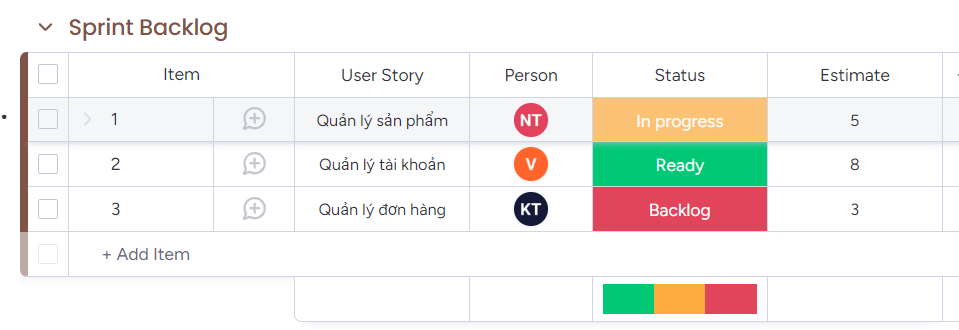 Sprint Backlog
Item User Story Person Status Estimate
1 Quản lý sản phẩm NT In progress 5
2 Quản lý tài khoản V Ready 8
3 Quản lý đơn hàng KT Backlog 3
+ Add Item